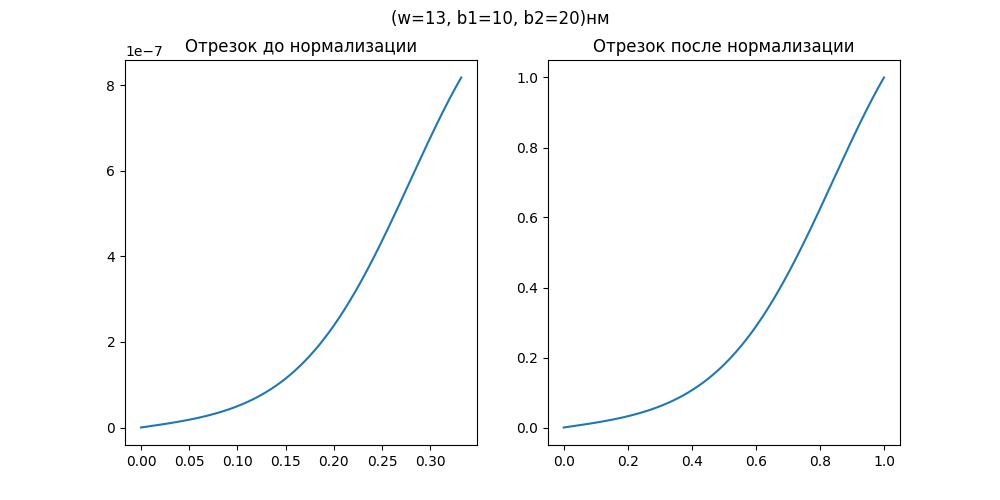 (w=13, b1=10, b2=20)нм
Отрезок до нормализации
1e−7
8
6
4
2
0
0.00 0.05 0.10 0.15 0.20 0.25 0.30
Отрезок после нормализации
1.0
0.8
0.6
0.4
0.2
0.0
0.0 0.2 0.4 0.6 0.8 1.0